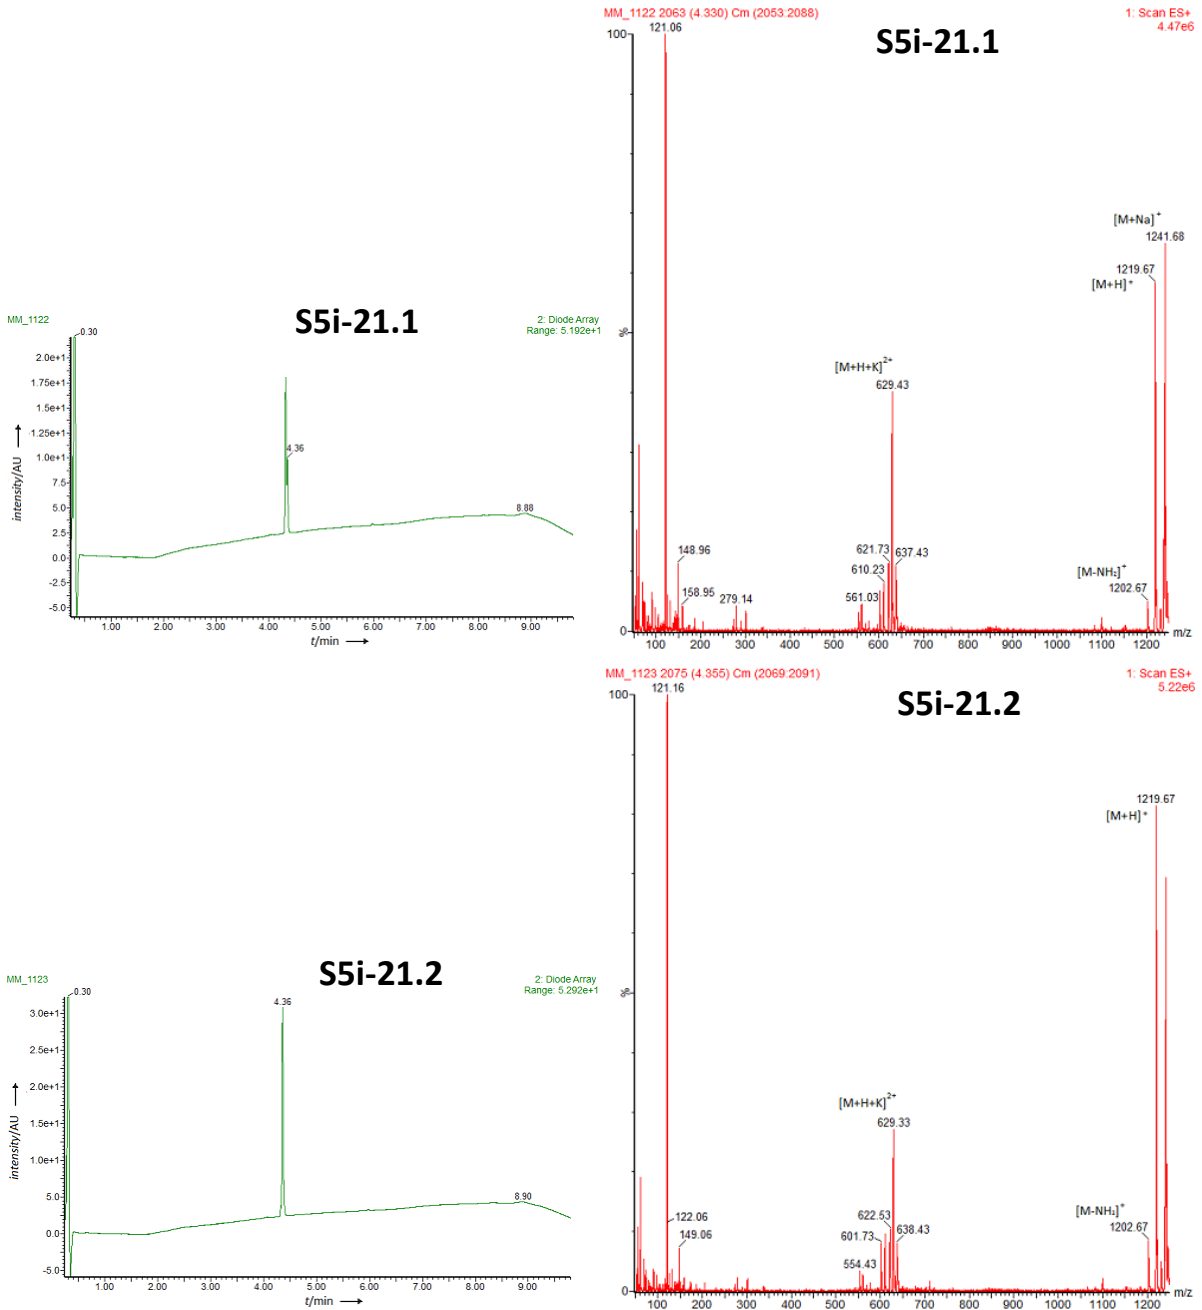 MM_1122 2063 (4.330) Cm (2053:2088)
1: Scan ES+
4.47e6
121.06
100
S5i-21.1
[M+Na]+
1241.68
1219.67
[M+H]+
%
[M+H+K]2+
629.43
148.96
621.73
637.43
610.23
158.95
279.14
561.03
[M-NH2]+
1202.67
0
100 200 300 400 500 600 700 800 900 1000 1100 1200
m/z
MM_1122
S5i-21.1
2: Diode Array
Range: 5.192e+1
0.30
2.0e+1
1.75e+1
1.5e+1
1.25e+1
1.0e+1
7.5
5.0
2.5
0.0
-2.5
-5.0
4.36
8.88
intensity/AU
1.00 2.00 3.00 4.00 5.00 6.00 7.00 8.00 9.00
t/min
MM_1123 2075 (4.355) Cm (2069:2091)
1: Scan ES+
5.22e6
121.16
100
S5i-21.2
1219.67
[M+H]+
%
[M+H+K]2+
629.33
122.06
149.06
622.53
601.73
638.43
554.43
[M-NH2]+
1202.67
0
100 200 300 400 500 600 700 800 900 1000 1100 1200
m/z
MM_1123
S5i-21.2
2: Diode Array
Range: 5.292e+1
0.30
3.0e+1
2.5e+1
2.0e+1
1.5e+1
1.0e+1
5.0
0.0
-5.0
4.36
8.90
intensity/AU
1.00 2.00 3.00 4.00 5.00 6.00 7.00 8.00 9.00
t/min